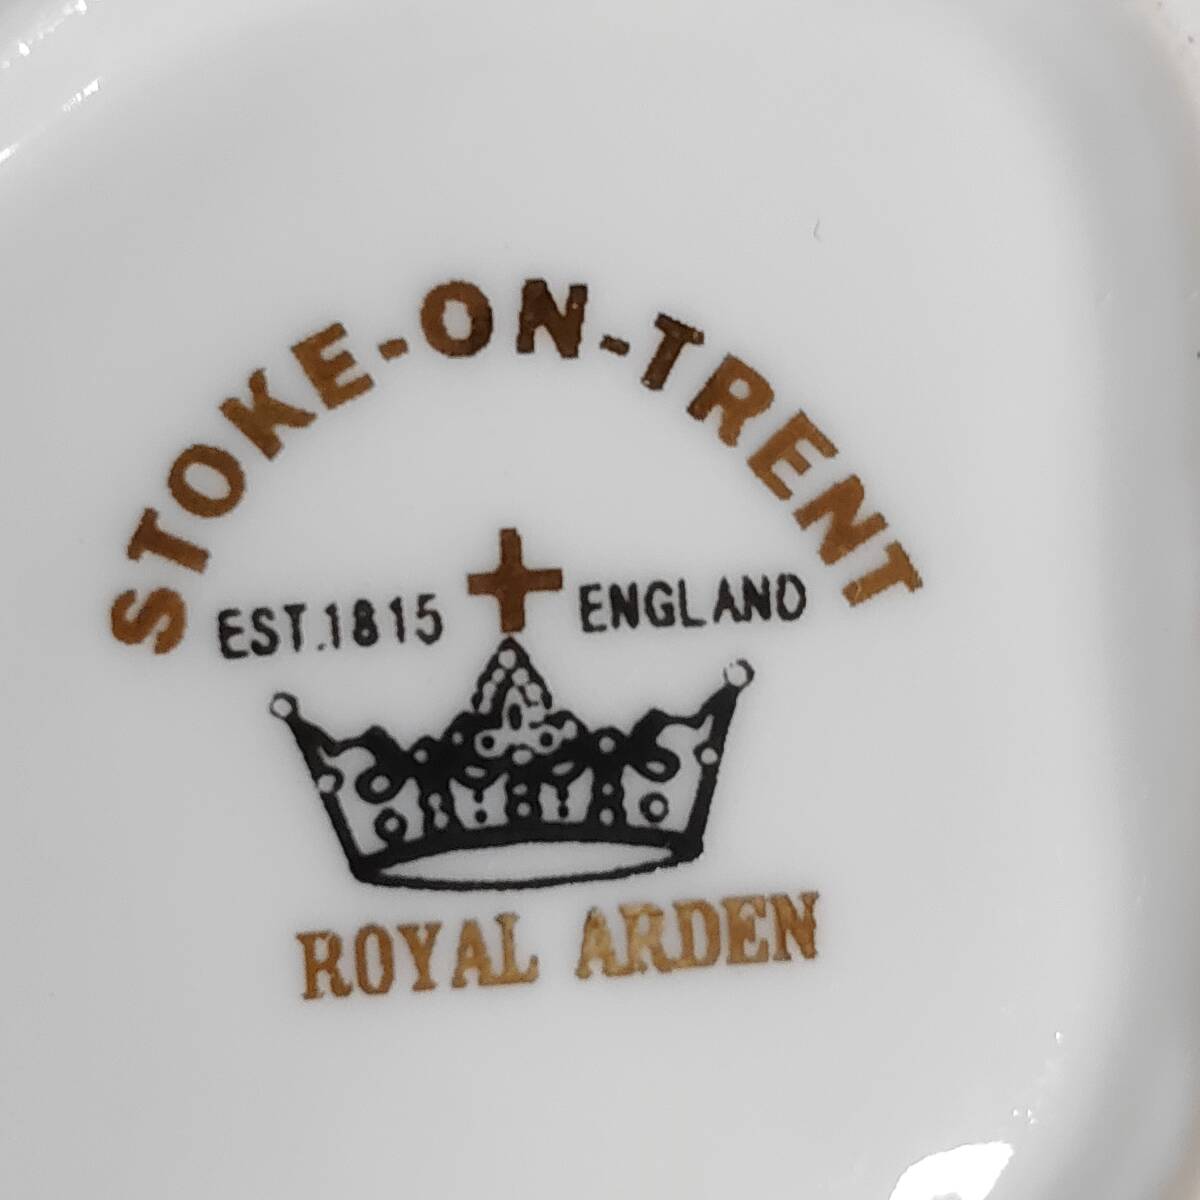 STOKE-ON-TRENT
EST.1815 ENGLAND
ROYAL ARDEN